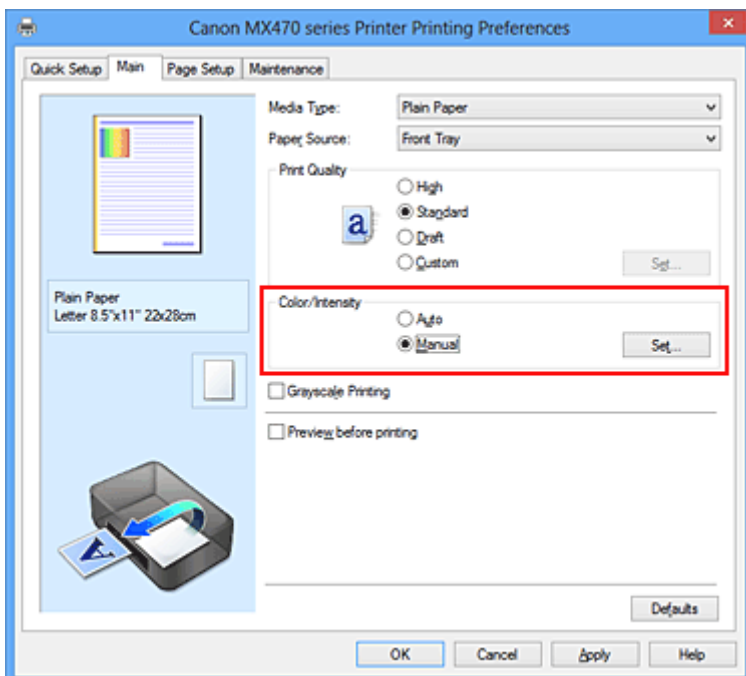 Canon MX470 series Printer Printing Preferences
Quick Setup Main Page Setup Maintenance
Media Type: Plain Paper
Paper Source: Front Tray
Print Quality
High
Standard
Draft
Custom Set...
Plain Paper
Letter 8.5"x11" 22x28cm
Color/Intensity
Auto
Manual Set...
Grayscale Printing
Preview before printing
Defaults
OK Cancel Apply Help